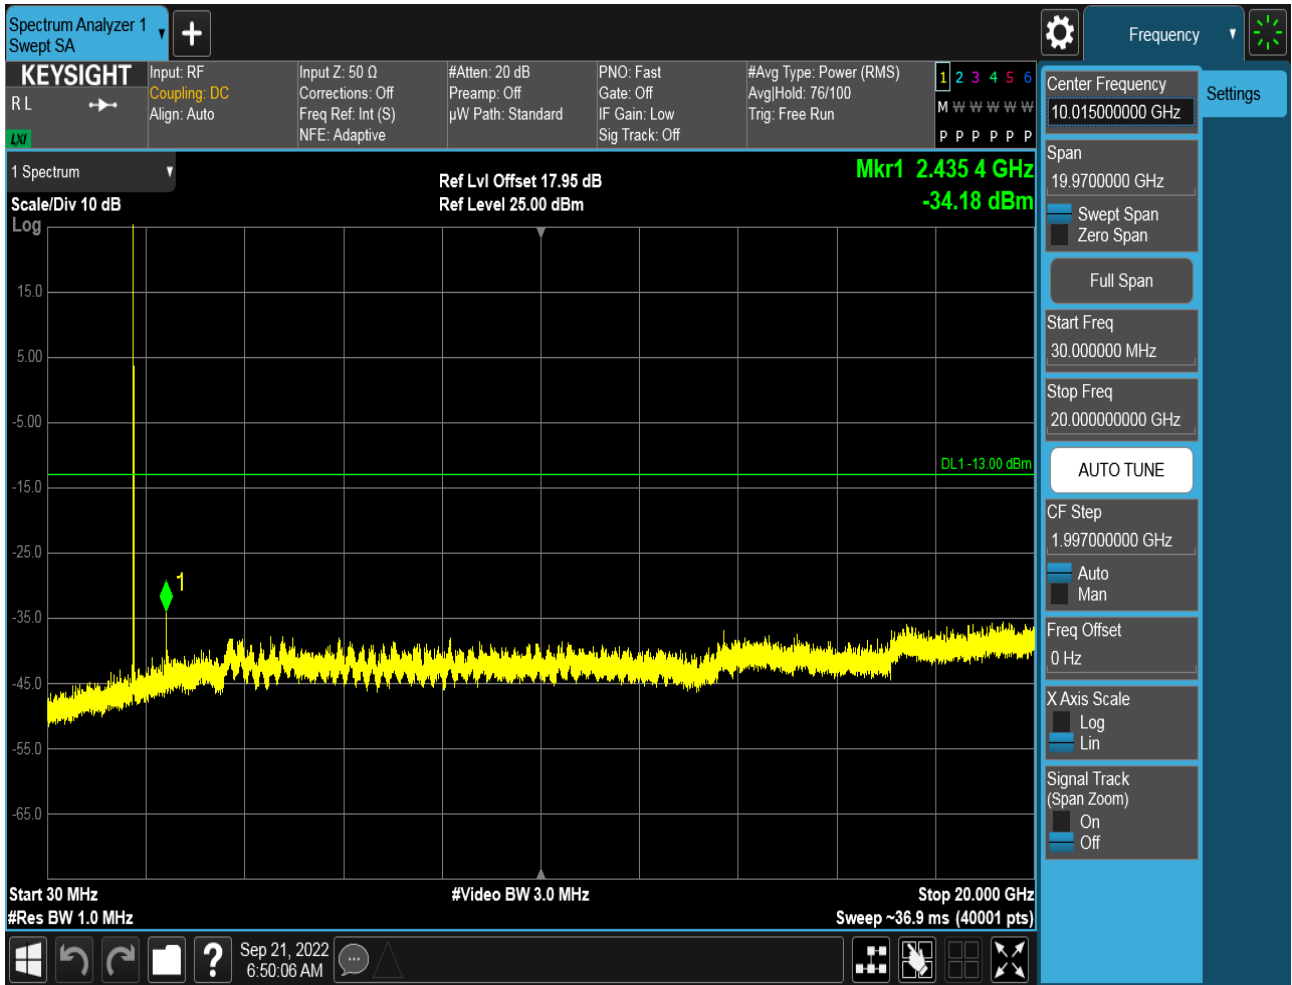 Spectrum Analyzer 1
Swept SA
Frequency
KEYSIGHT
R L
LXI
Input: RF
Coupling: DC
Align: Auto
Input Z: 50 Ω
Corrections: Off
Freq Ref: Int (S)
NFE: Adaptive
#Atten: 20 dB
Preamp: Off
µW Path: Standard
PNO: Fast
Gate: Off
IF Gain: Low
Sig Track: Off
#Avg Type: Power (RMS)
Avg|Hold: 76/100
Trig: Free Run
1 2 3 4 5 6
M W W W W W
P P P P P P
1 Spectrum
Scale/Div 10 dB
Log
Ref Lvl Offset 17.95 dB
Ref Level 25.00 dBm
Mkr1 2.435 4 GHz
-34.18 dBm
15.0
5.00
-5.00
DL1 -13.00 dBm
-15.0
-25.0
1
-35.0
-45.0
-55.0
-65.0
Start 30 MHz
#Res BW 1.0 MHz
#Video BW 3.0 MHz
Stop 20.000 GHz
Sweep ~36.9 ms (40001 pts)
Center Frequency
10.015000000 GHz
Settings
Span
19.9700000 GHz
Swept Span
Zero Span
Full Span
Start Freq
30.000000 MHz
Stop Freq
20.000000000 GHz
AUTO TUNE
CF Step
1.997000000 GHz
Auto
Man
Freq Offset
0 Hz
X Axis Scale
Log
Lin
Signal Track
(Span Zoom)
On
Off
?
Sep 21, 2022
6:50:06 AM